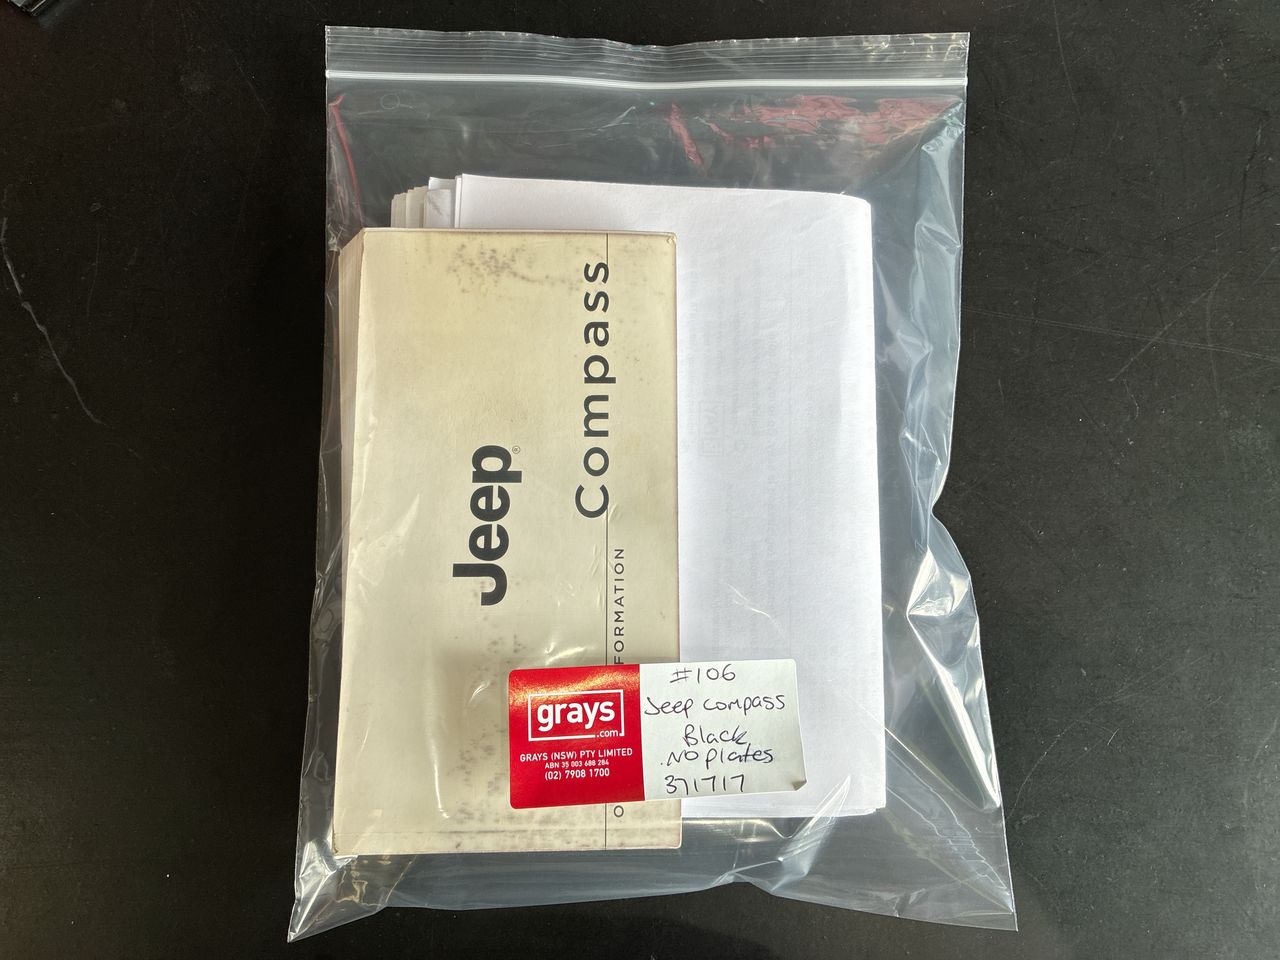 Jeep®
Compass
O
FORMATION
grays
.com
GRAYS (NSW) PTY LIMITED
ABN 35 003 688 284
(02) 7908 1700
#106
Jeep compass
Black
.No plates
371717